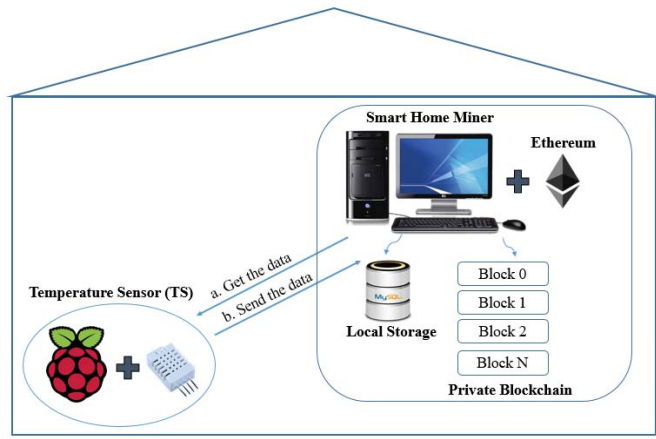 Smart Home Miner
Ethereum
a. Get the data
b. Send the data
Temperature Sensor (TS)
MySQL
Local Storage
Block 0
Block 1
Block 2
Block N
Private Blockchain